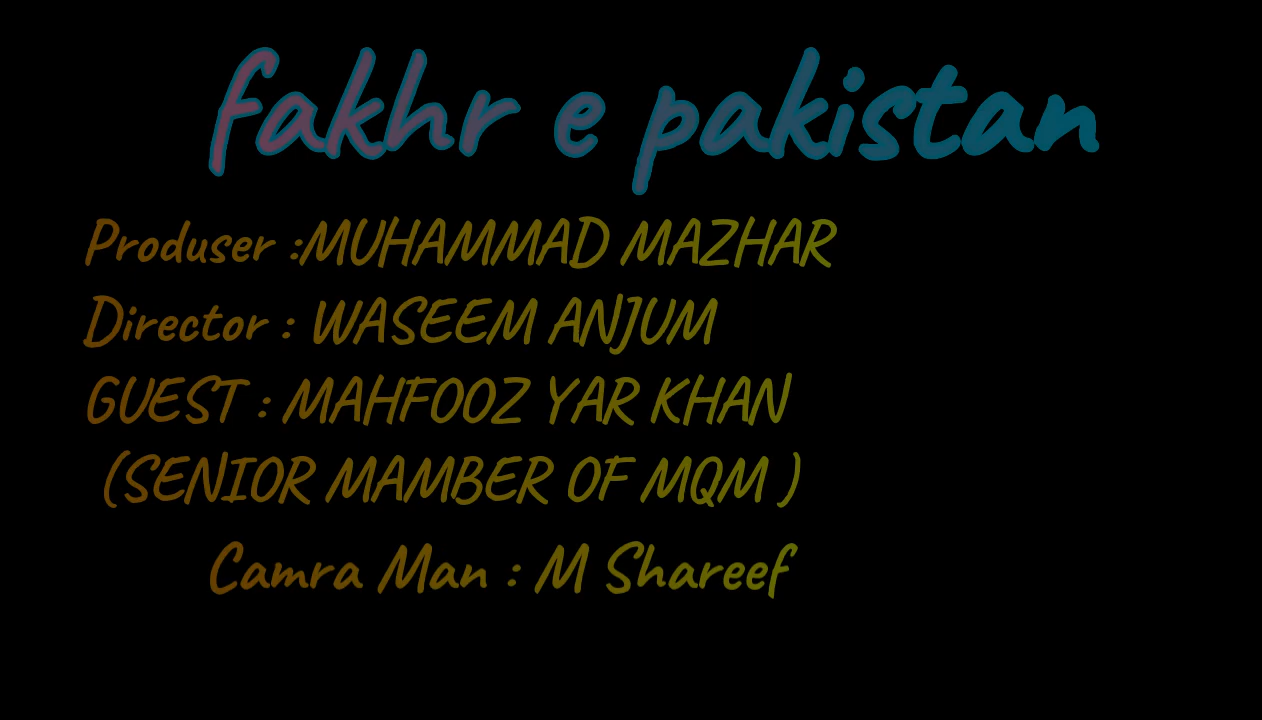 fakhr e pakistan
Produser :MUHAMMAD MAZHAR
Director : WASEEM ANJUM
GUEST : MAHFOOZ YAR KHAN
(SENIOR MAMBER OF MQM )
Camra Man : M Shareef